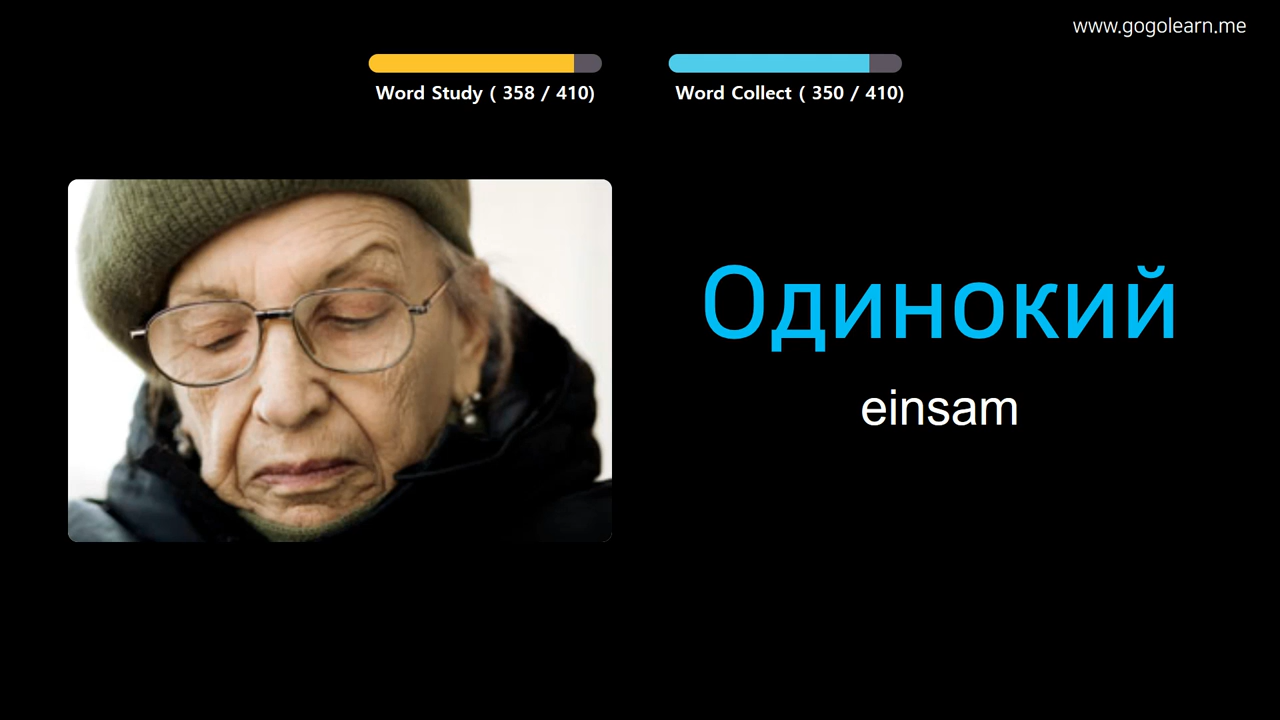 www.gogolearn.me
Word Study ( 358 / 410)
Word Collect ( 350 / 410)
Одинокий
einsam